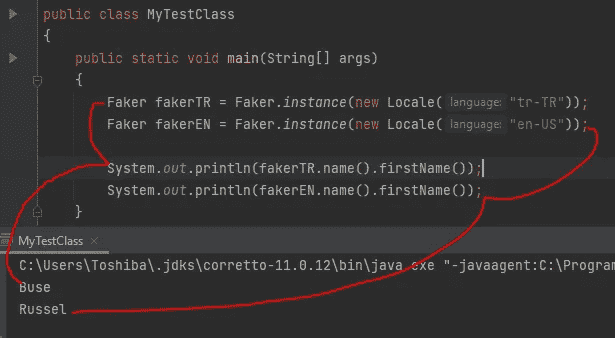 public class MyTestClass
{
public static void main(String[] args)
{
Faker fakerTR = Faker.instance(new Locale( language: "tr-TR"));
Faker fakerEN = Faker.instance(new Locale( language: "en-US"));
System.out.println(fakerTR.name().firstName());
System.out.println(fakerEN.name().firstName());
}
MyTestClass ×
C:\Users\Toshiba\.jdks\corretto-11.0.12\bin\java.exe "-javaagent:C:\Program
Buse
Russel